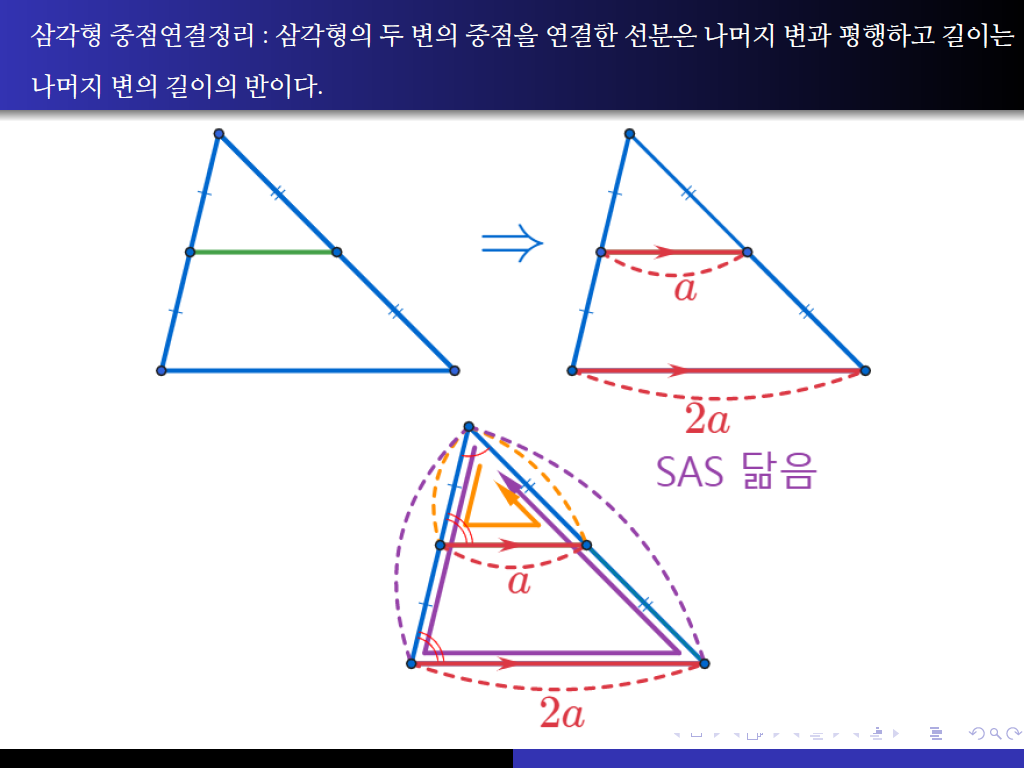 삼각형 중점연결정리 : 삼각형의 두 변의 중점을 연결한 선분은 나머지 변과 평행하고 길이는
나머지 변의 길이의 반이다.
⇒
a
2a
SAS 닮음
a
2a